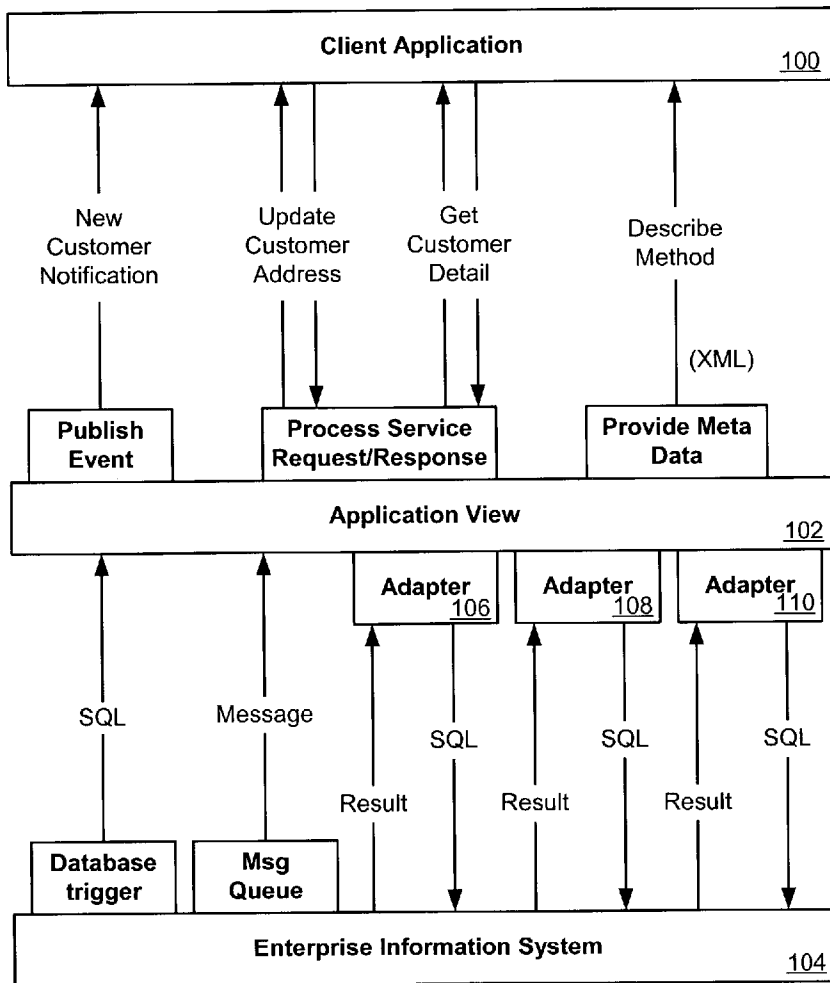 Client Application
100
New
Customer
Notification
Update
Customer
Address
Get
Customer
Detail
Describe
Method
(XML)
Publish
Event
Process Service
Request/Response
Provide Meta
Data
Application View
102
Adapter
106
Adapter
108
Adapter
110
SQL
Message
Result
SQL
Result
SQL
Result
SQL
Database
trigger
Msg
Queue
Enterprise Information System
104